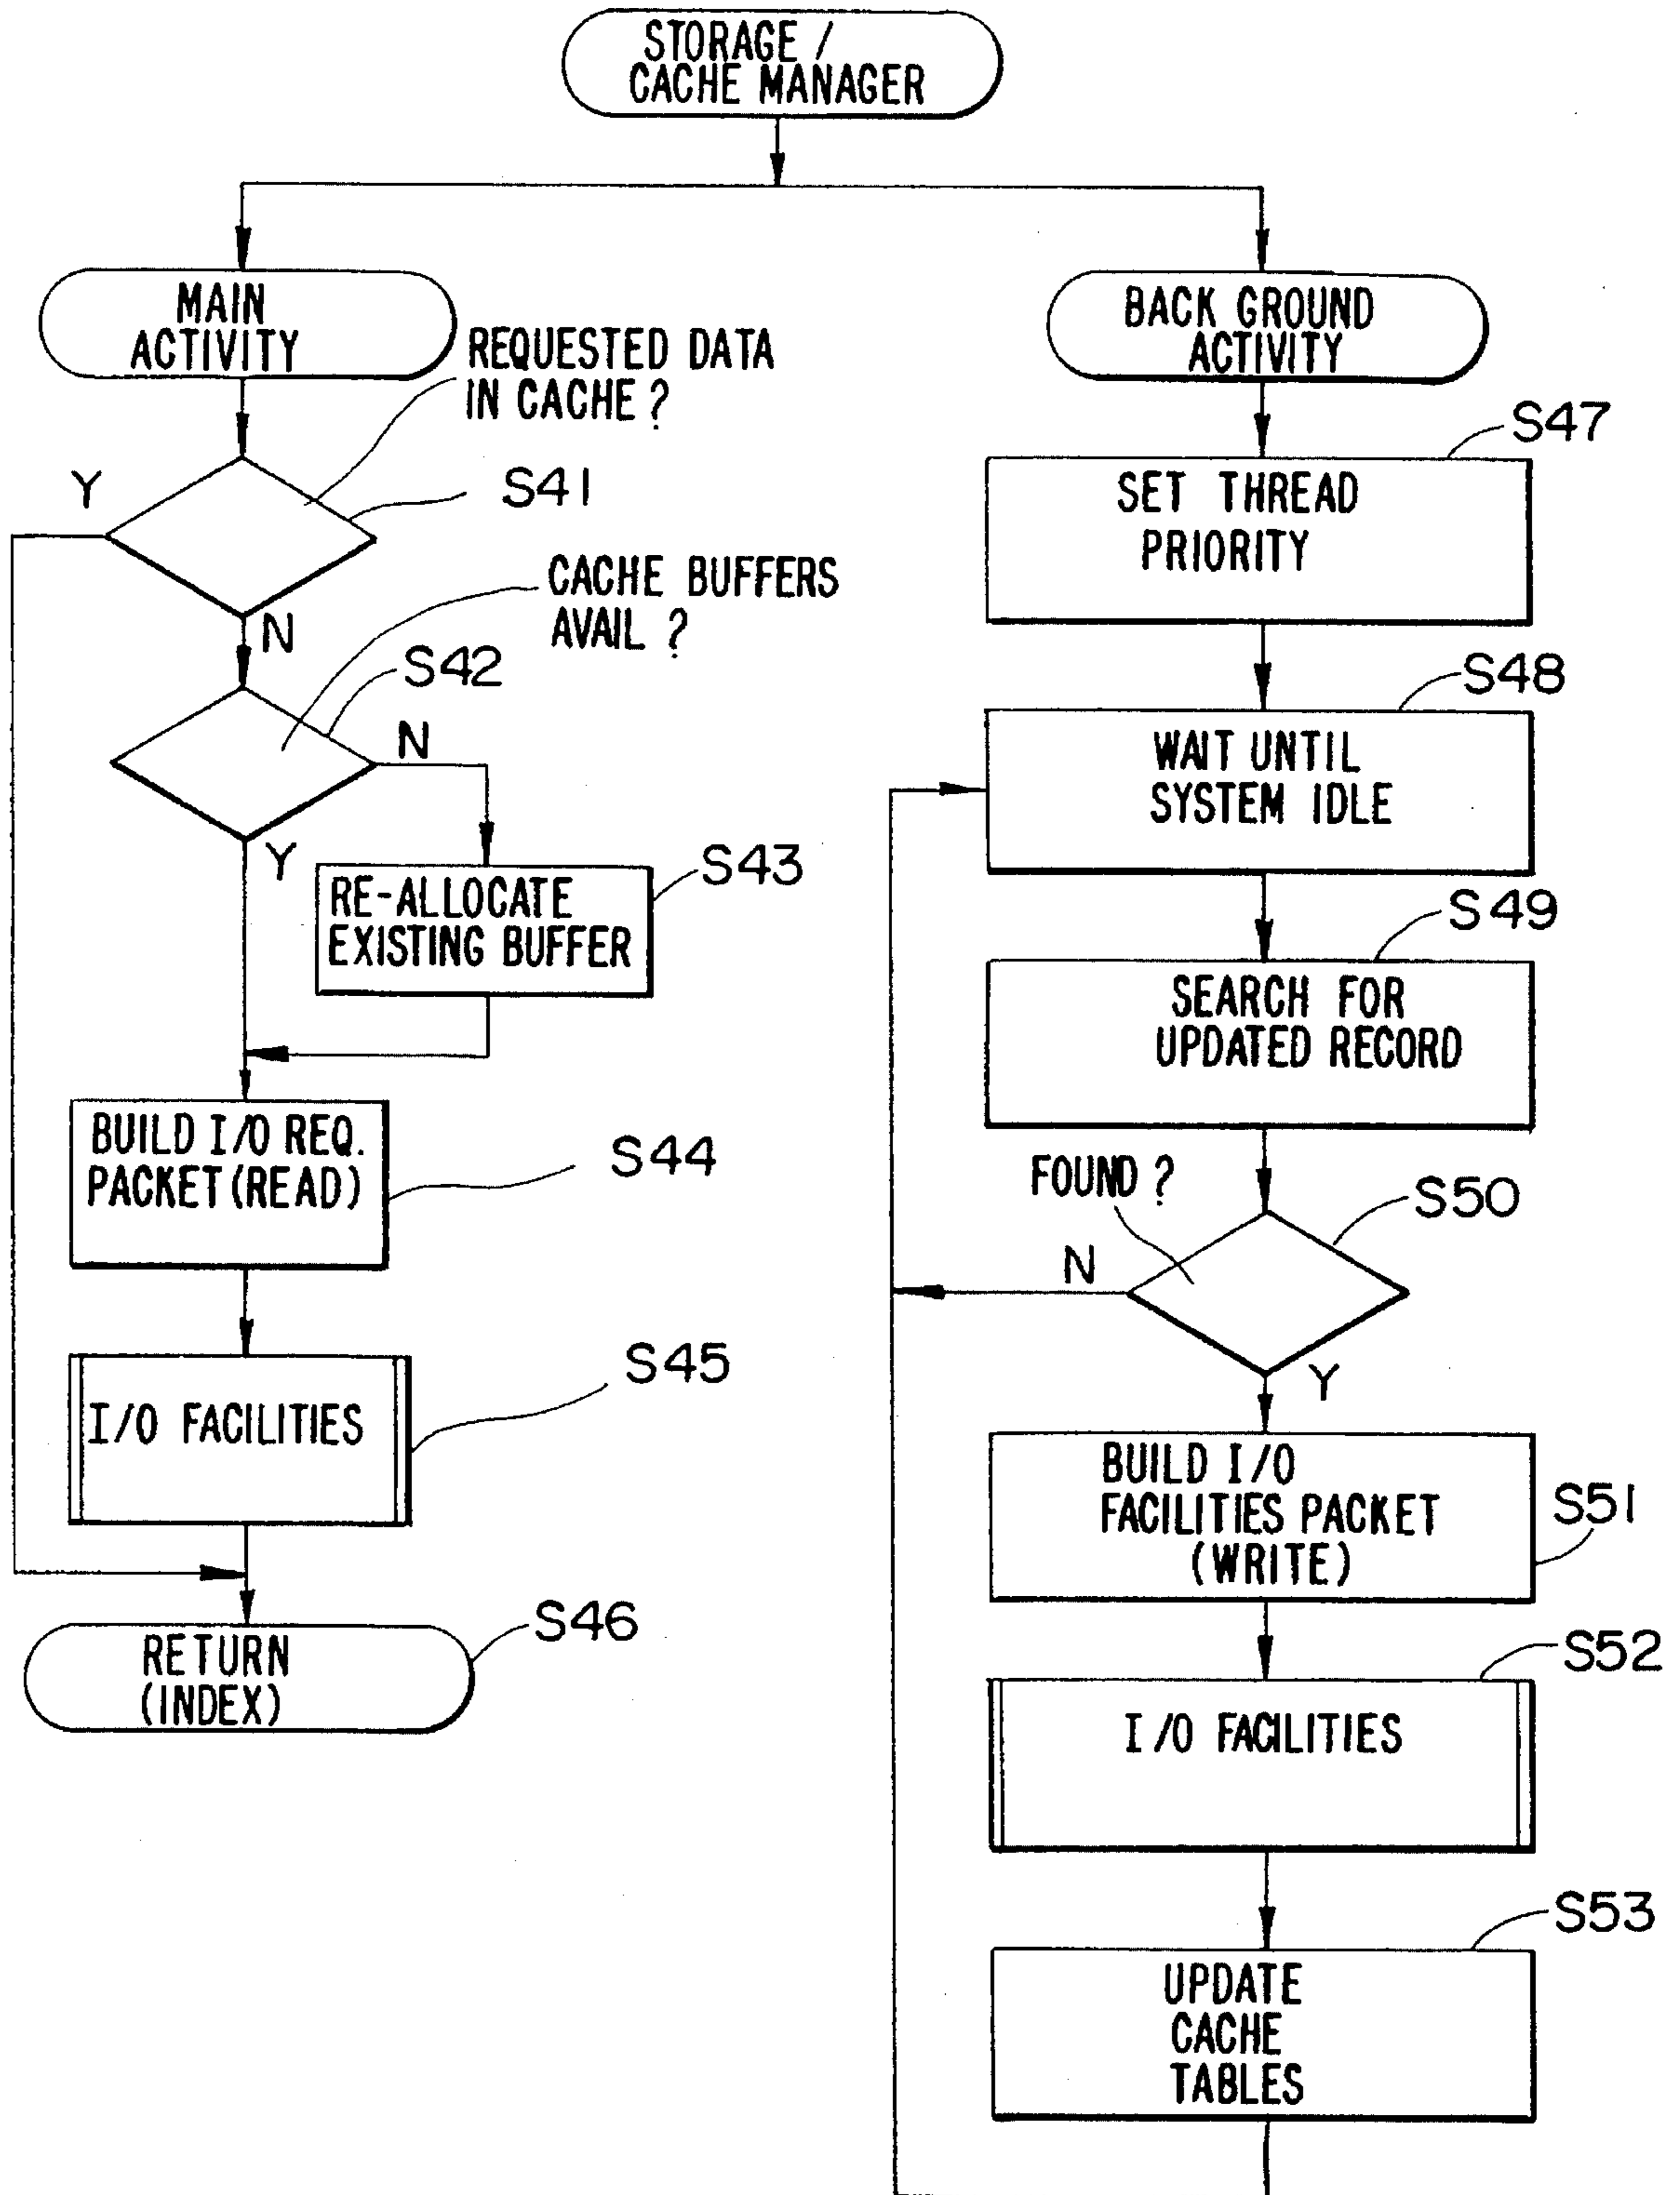 STORAGE /
CACHE MANAGER
MAIN
ACTIVITY
REQUESTED DATA
IN CACHE ?
Y
S41
N
CACHE BUFFERS
AVAIL ?
S42
N
Y
S43
RE-ALLOCATE
EXISTING BUFFER
BUILD I/O REQ.
PACKET (READ)
S44
I/O FACILITIES
S45
RETURN
(INDEX)
S46
BACK GROUND
ACTIVITY
S47
SET THREAD
PRIORITY
S48
WAIT UNTIL
SYSTEM IDLE
S49
SEARCH FOR
UPDATED RECORD
FOUND ?
S50
N
Y
BUILD I/O
FACILITIES PACKET
(WRITE)
S51
S52
I/O FACILITIES
S53
UPDATE
CACHE
TABLES